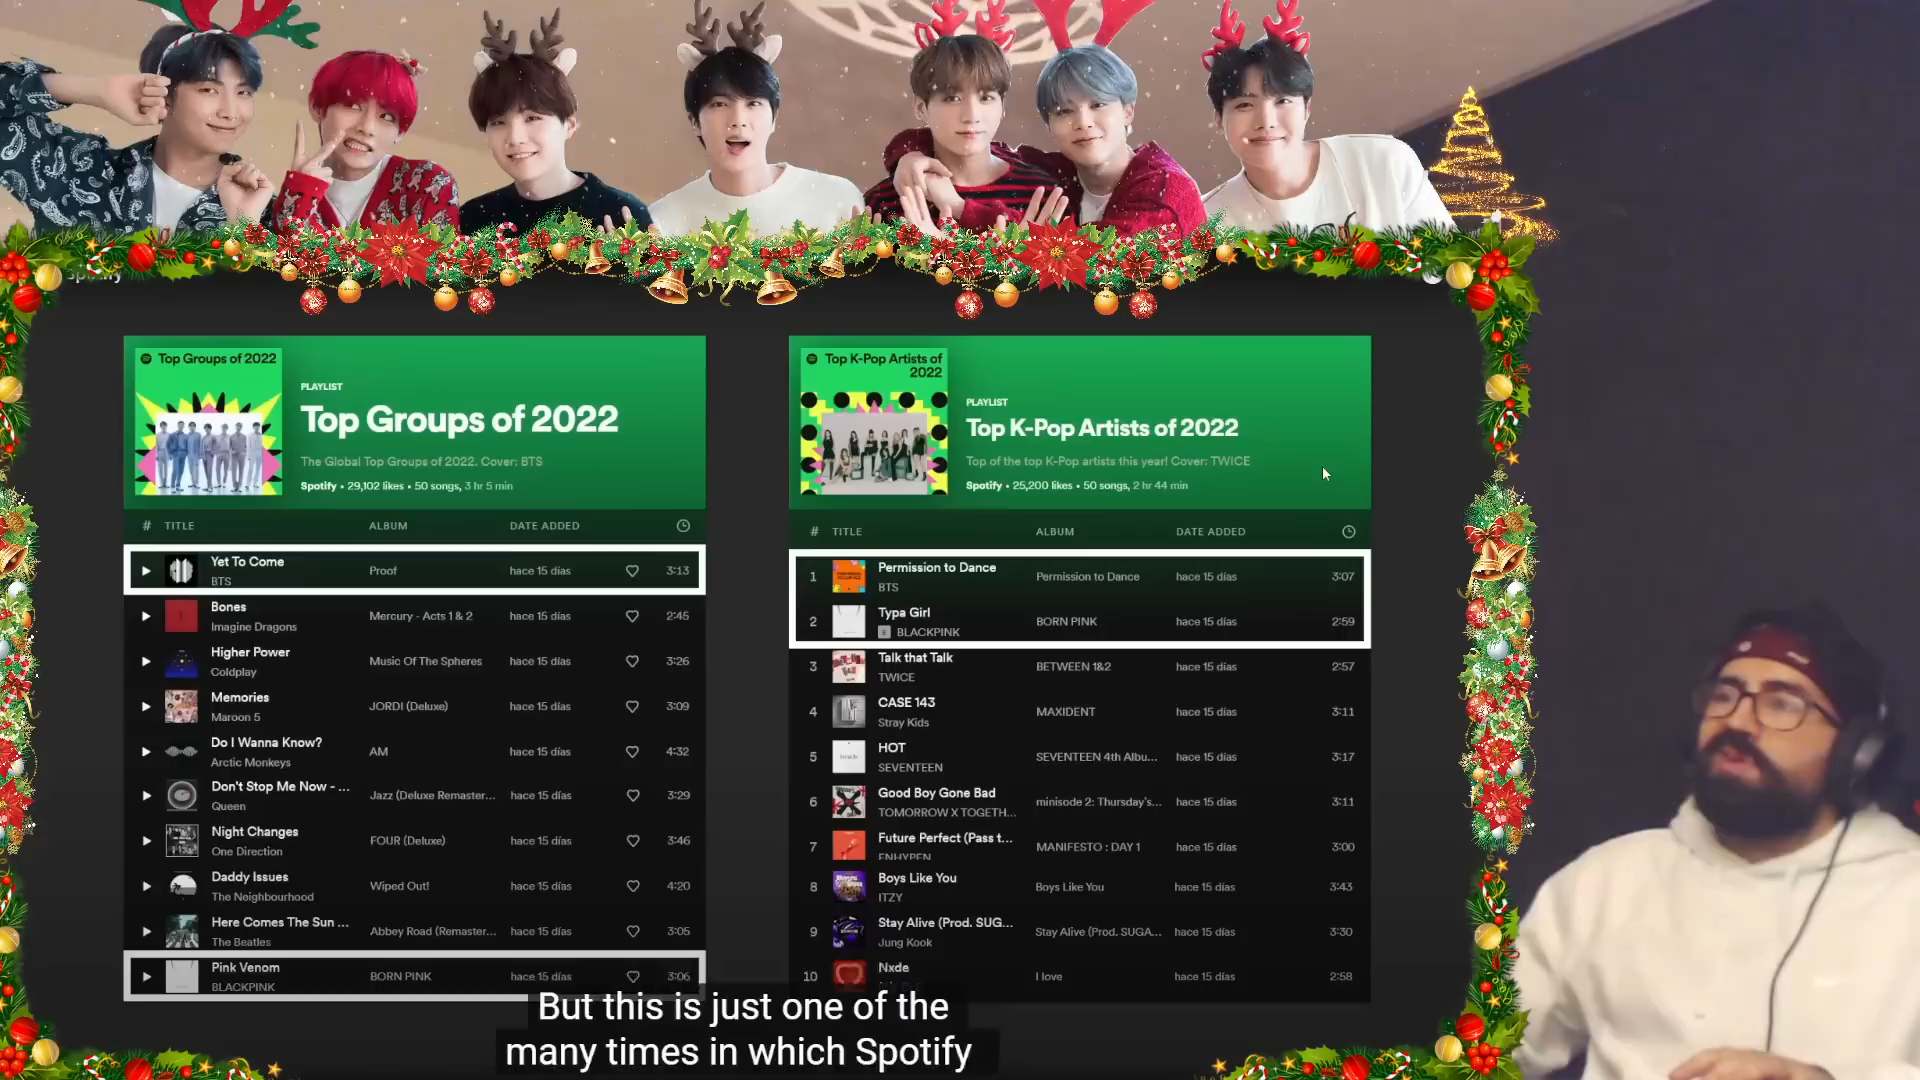 Spotify
Top Groups of 2022
PLAYLIST
Top Groups of 2022
The Global Top Groups of 2022. Cover: BTS
Spotify • 29,102 likes • 50 songs, 3 hr 5 min
# TITLE ALBUM DATE ADDED
Yet To Come
BTS
Proof hace 15 días 3:13
Bones
Imagine Dragons
Mercury - Acts 1 & 2 hace 15 días 2:45
Higher Power
Coldplay
Music Of The Spheres hace 15 días 3:26
Memories
Maroon 5
JORDI (Deluxe) hace 15 días 3:09
Do I Wanna Know?
Arctic Monkeys
AM hace 15 días 4:32
Don't Stop Me Now - ...
Queen
Jazz (Deluxe Remaster... hace 15 días 3:29
Night Changes
One Direction
FOUR (Deluxe) hace 15 días 3:46
Daddy Issues
The Neighbourhood
Wiped Out! hace 15 días 4:20
Here Comes The Sun ...
The Beatles
Abbey Road (Remaster... hace 15 días 3:05
Pink Venom
BLACKPINK
BORN PINK hace 15 días 3:06
Top K-Pop Artists of
2022
PLAYLIST
Top K-Pop Artists of 2022
Top of the top K-Pop artists this year! Cover: TWICE
Spotify • 25,200 likes • 50 songs, 2 hr 44 min
# TITLE ALBUM DATE ADDED
1 Permission to Dance
BTS
Permission to Dance hace 15 días 3:07
2 Typa Girl
E BLACKPINK
BORN PINK hace 15 días 2:59
3 Talk that Talk
TWICE
BETWEEN 1&2 hace 15 días 2:57
4 CASE 143
Stray Kids
MAXIDENT hace 15 días 3:11
5 HOT
SEVENTEEN
SEVENTEEN 4th Albu... hace 15 días 3:17
6 Good Boy Gone Bad
TOMORROW X TOGETH...
minisode 2: Thursday's... hace 15 días 3:11
7 Future Perfect (Pass t...
ENHYPEN
MANIFESTO : DAY 1 hace 15 días 3:00
8 Boys Like You
ITZY
Boys Like You hace 15 días 3:43
9 Stay Alive (Prod. SUG...
Jung Kook
Stay Alive (Prod. SUGA... hace 15 días 3:30
10 Nxde
I love hace 15 días 2:58
But this is just one of the
many times in which Spotify